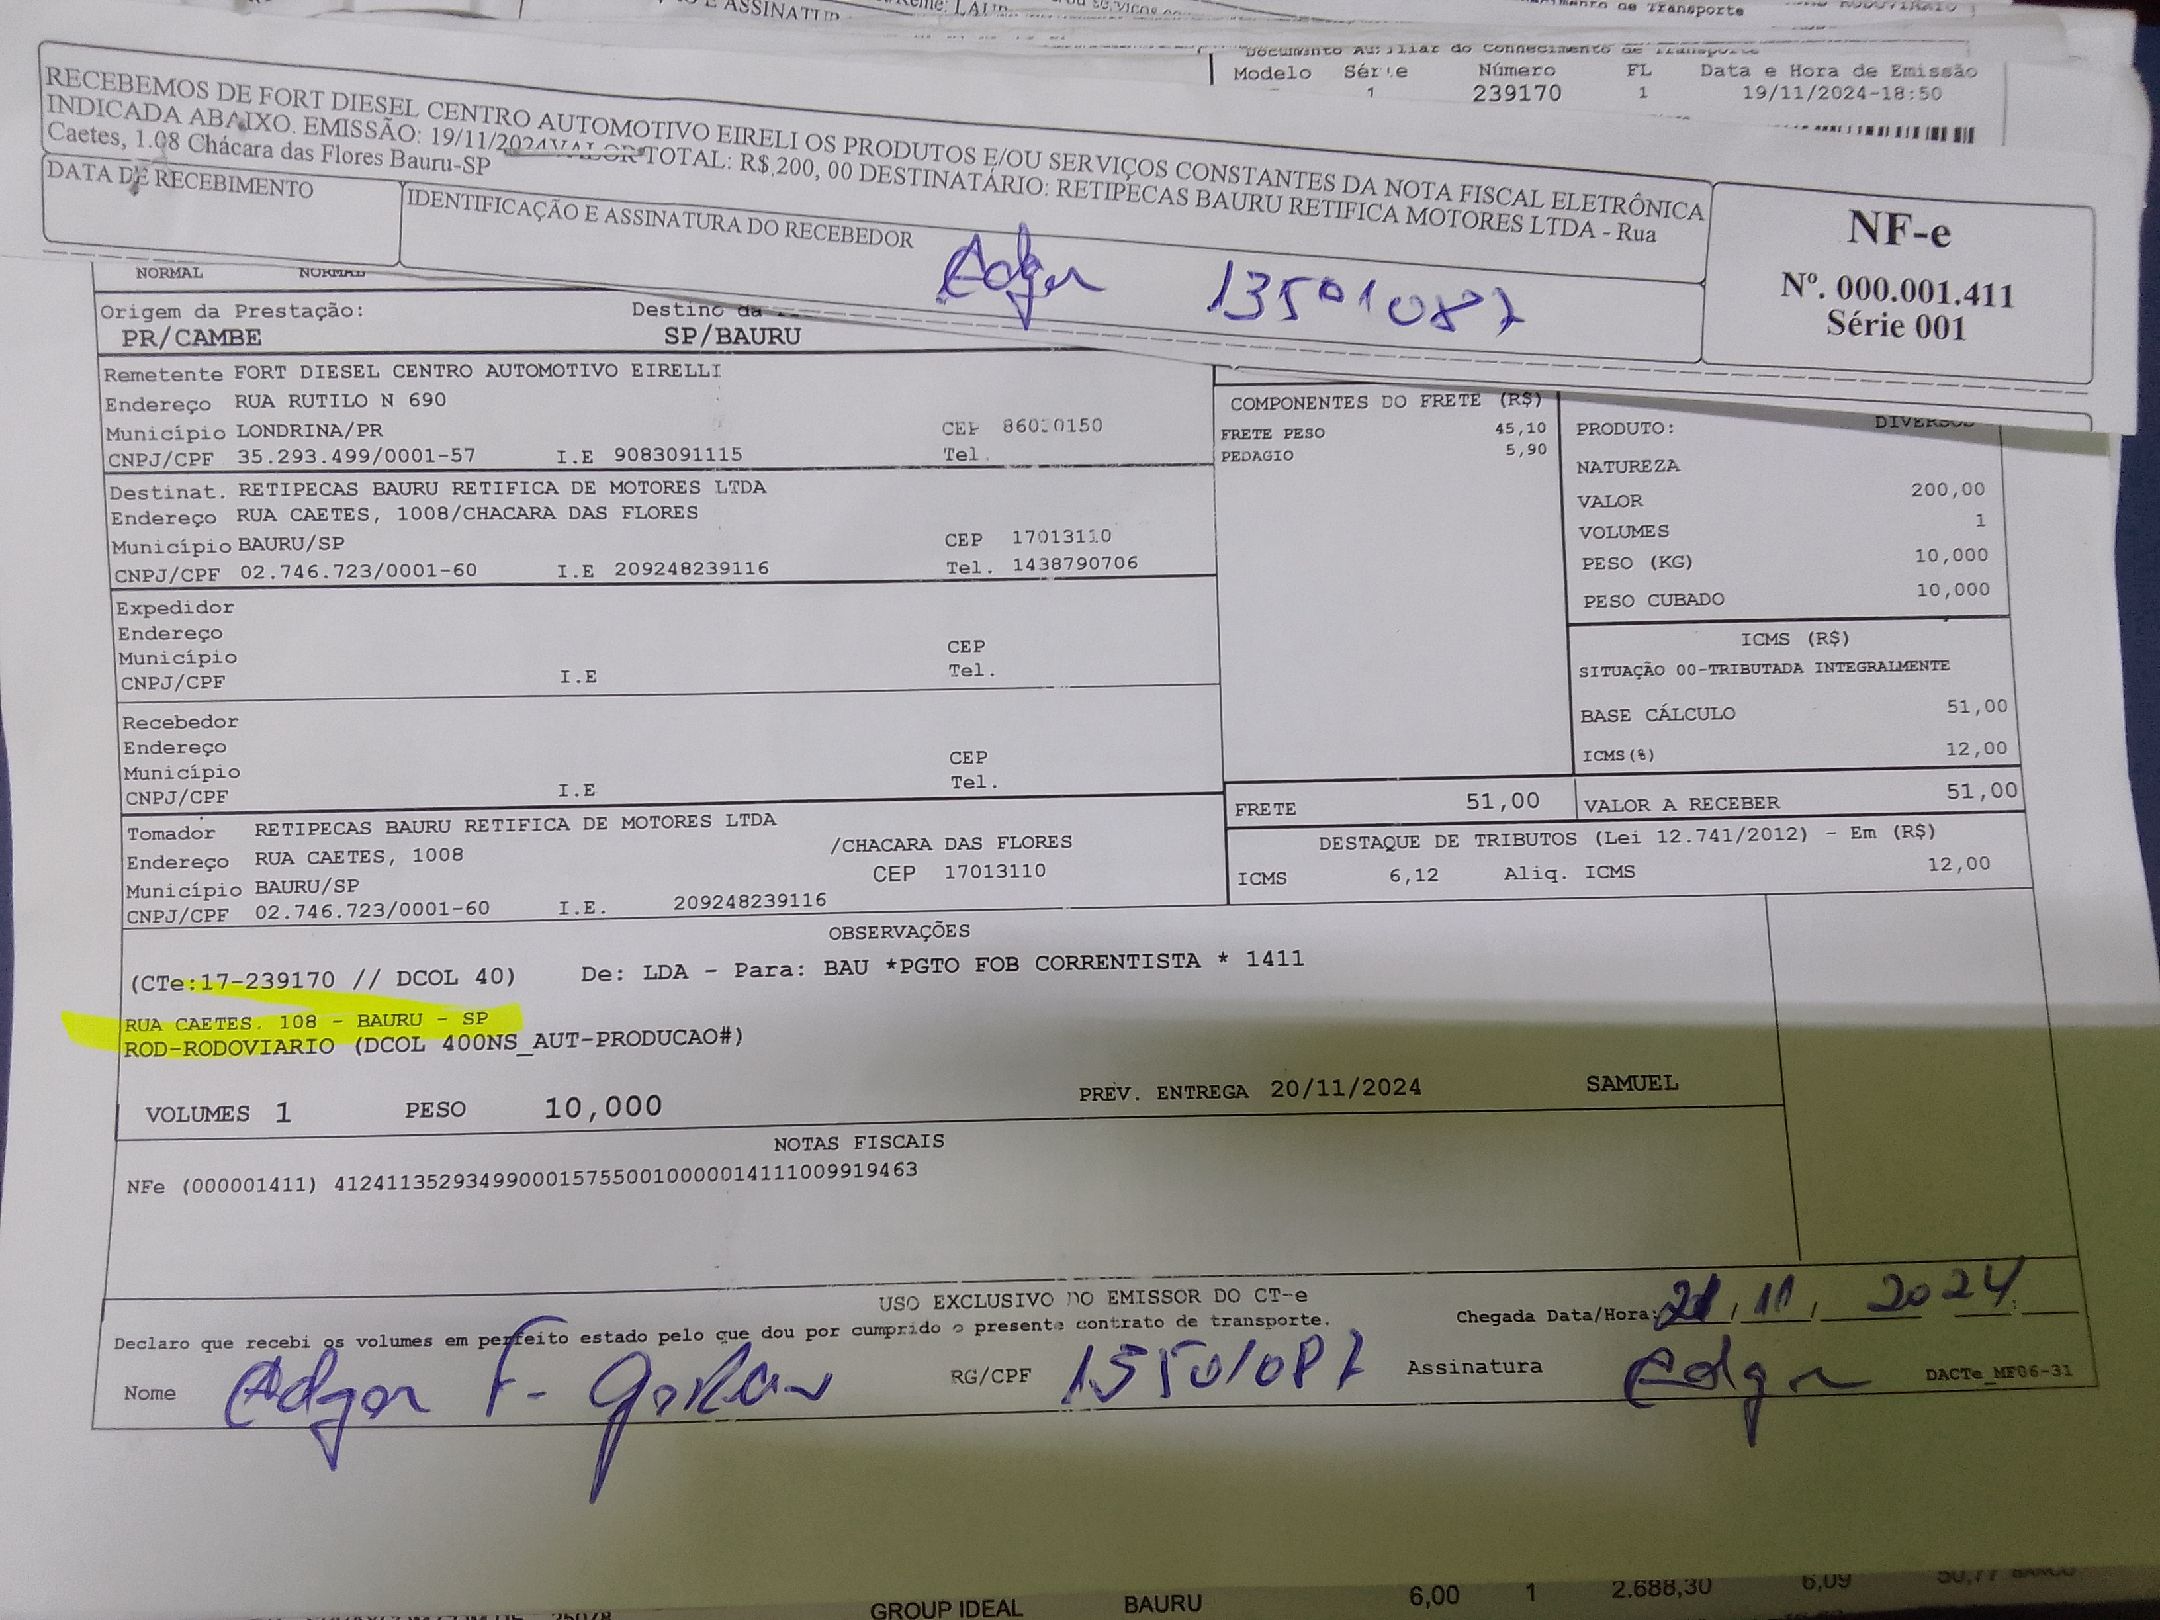 E ASSINATUR
de Transporte
Documento Auxiliar do Conhecimento de Transporte
Modelo Série Número FL Data e Hora de Emissão
1 239170 1 19/11/2024-18:50
RECEBEMOS DE FORT DIESEL CENTRO AUTOMOTIVO EIRELI OS PRODUTOS E/OU SERVIÇOS CONSTANTES DA NOTA FISCAL ELETRÔNICA
INDICADA ABAIXO. EMISSÃO: 19/11/2024 VALOR TOTAL: R$ 200, 00 DESTINATÁRIO: RETIPECAS BAURU RETIFICA MOTORES LTDA - Rua
Caetes, 1.08 Chácara das Flores Bauru-SP
DATA DE RECEBIMENTO
IDENTIFICAÇÃO E ASSINATURA DO RECEBEDOR
Edgar 13501087
NF-e
Nº. 000.001.411
Série 001
NORMAL NORMAL
Origem da Prestação: Destino da
PR/CAMBE SP/BAURU
Remetente FORT DIESEL CENTRO AUTOMOTIVO EIRELLI
Endereço RUA RUTILO N 690
Município LONDRINA/PR CEP
CNPJ/CPF 35.293.499/0001-57 I.E 9083091115 Tel.
Destinat. RETIPECAS BAURU RETIFICA DE MOTORES LTDA
Endereço RUA CAETES, 1008/CHACARA DAS FLORES
Município BAURU/SP CEP 17013110
CNPJ/CPF 02.746.723/0001-60 I.E 209248239116 Tel. 1438790706
Expedidor
Endereço
Município CEP
CNPJ/CPF I.E Tel.
Recebedor
Endereço
Município CEP
CNPJ/CPF I.E Tel.
Tomador RETIPECAS BAURU RETIFICA DE MOTORES LTDA
Endereço RUA CAETES, 1008 /CHACARA DAS FLORES
Município BAURU/SP CEP 17013110
CNPJ/CPF 02.746.723/0001-60 I.E. 209248239116
COMPONENTES DO FRETE (R$)
FRETE PESO 45,10
PEDAGIO 5,90
PRODUTO: DIVERSOS
NATUREZA
VALOR 200,00
VOLUMES 1
PESO (KG) 10,000
PESO CUBADO 10,000
ICMS (R$)
SITUAÇÃO 00-TRIBUTADA INTEGRALMENTE
BASE CÁLCULO 51,00
ICMS(%) 12,00
FRETE 51,00 VALOR A RECEBER 51,00
DESTAQUE DE TRIBUTOS (Lei 12.741/2012) - Em (R$)
ICMS 6,12 Aliq. ICMS 12,00
OBSERVAÇÕES
(CTe:17-239170 // DCOL 40) De: LDA - Para: BAU *PGTO FOB CORRENTISTA * 1411
RUA CAETES. 108 - BAURU - SP
ROD-RODOVIARIO (DCOL 400NS_AUT-PRODUCAO#)
VOLUMES 1 PESO 10,000 PREV. ENTREGA 20/11/2024 SAMUEL
NOTAS FISCAIS
NFe (000001411) 41241135293499000157550010000014111009919463
USO EXCLUSIVO DO EMISSOR DO CT-e
Declaro que recebi os volumes em perfeito estado pelo que dou por cumprido o presente contrato de transporte.
Chegada Data/Hora: 21, 11, 2024
Nome Edgar F- RG/CPF 13501087 Assinatura Edgar DACTe_MF06-31
GROUP IDEAL BAURU 6,00 1 2.688,30 6,09